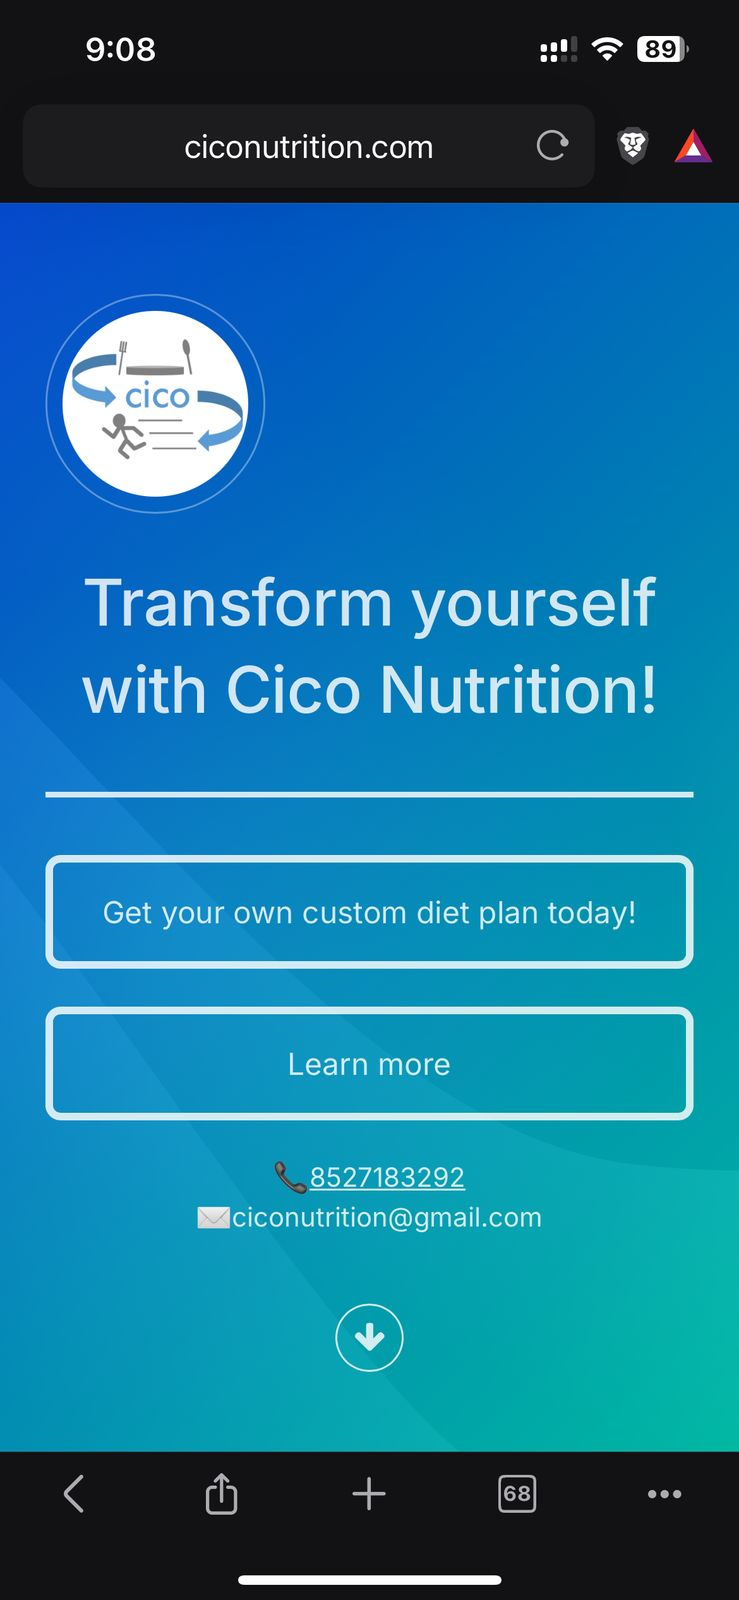 9:08
89
ciconutrition.com
cico
Transform yourself
with Cico Nutrition!
Get your own custom diet plan today!
Learn more
📞8527183292
✉️ciconutrition@gmail.com
68